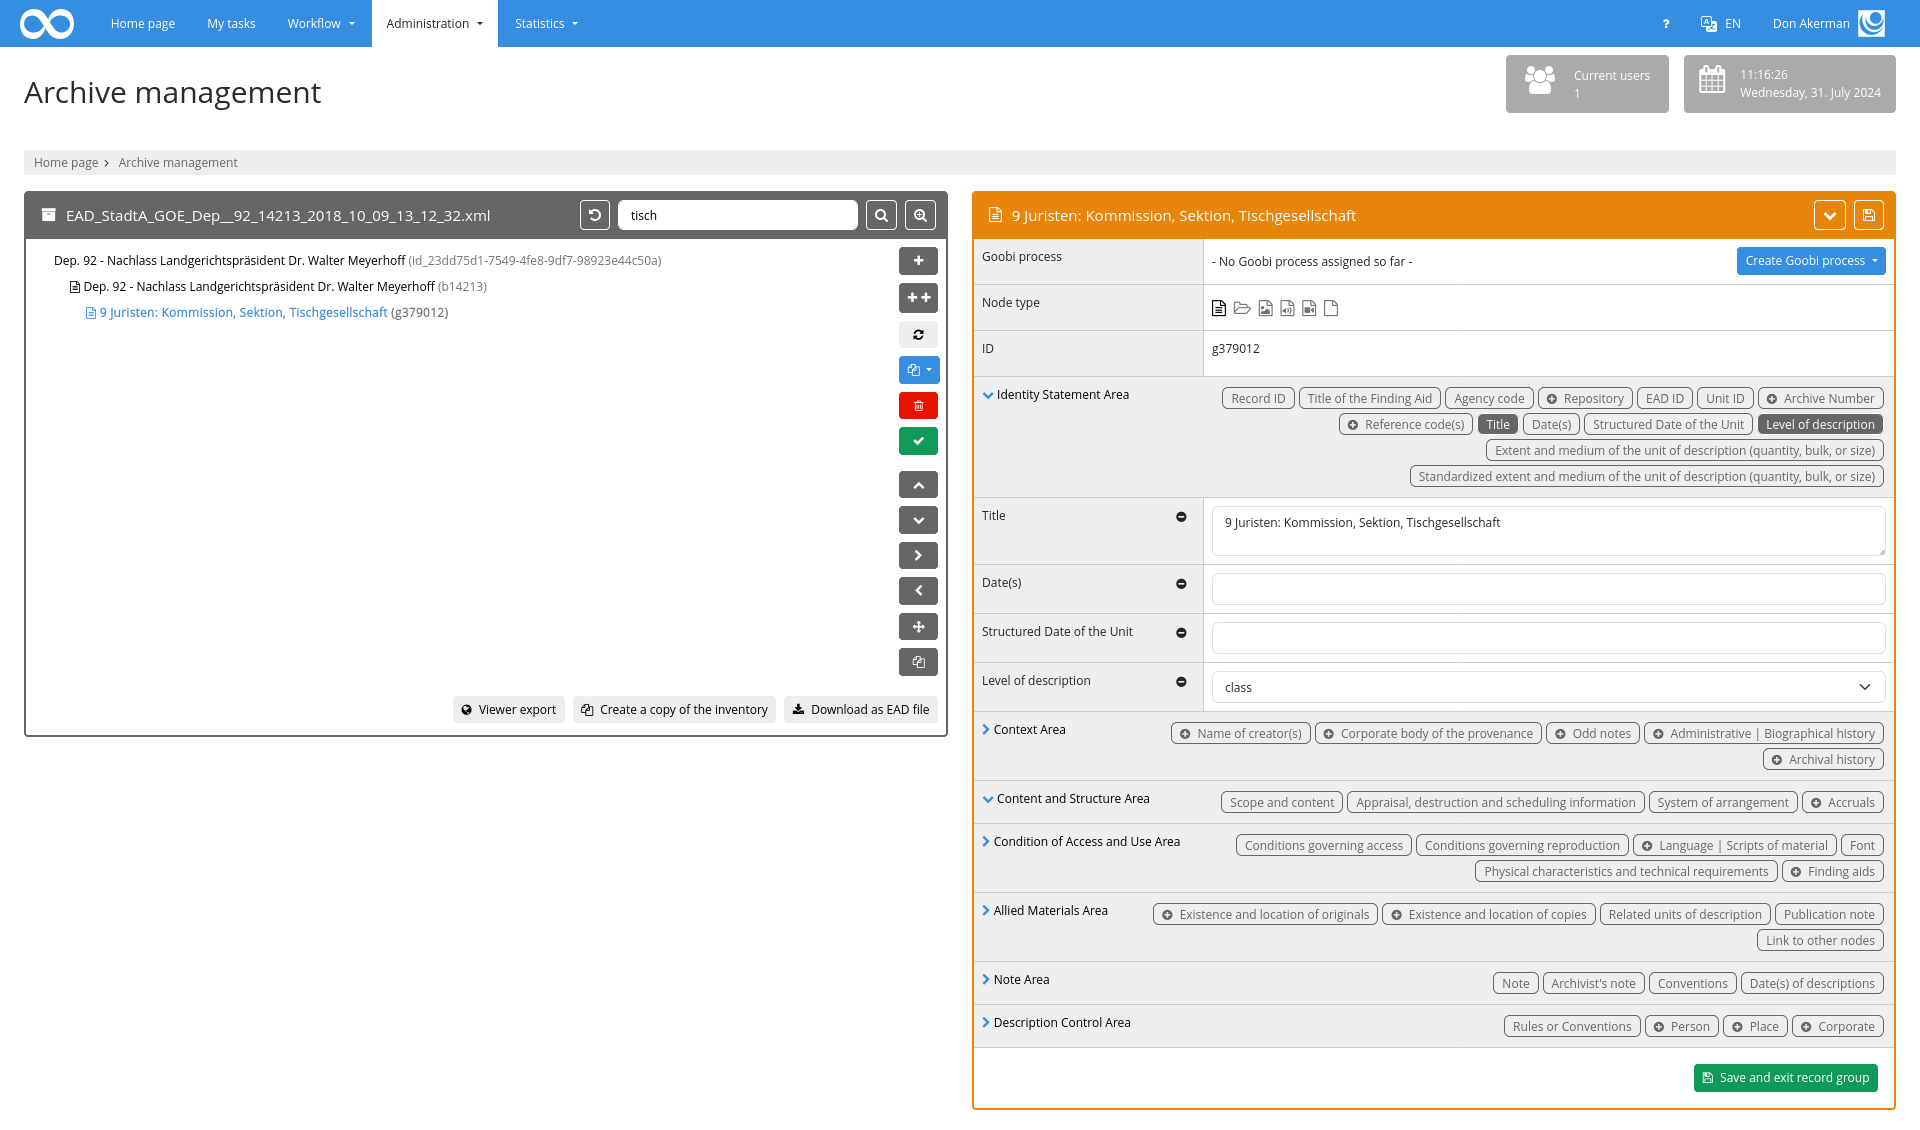 Home page My tasks Workflow Administration Statistics ? EN Don Akerman
Archive management
Current users
1
11:16:26
Wednesday, 31. July 2024
Home page Archive management
EAD_StadtA_GOE_Dep__92_14213_2018_10_09_13_12_32.xml tisch
Dep. 92 - Nachlass Landgerichtspräsident Dr. Walter Meyerhoff (id_23dd75d1-7549-4fe8-9df7-98923e44c50a)
Dep. 92 - Nachlass Landgerichtspräsident Dr. Walter Meyerhoff (b14213)
9 Juristen: Kommission, Sektion, Tischgesellschaft (g379012)
Viewer export Create a copy of the inventory Download as EAD file
9 Juristen: Kommission, Sektion, Tischgesellschaft
Goobi process - No Goobi process assigned so far - Create Goobi process
Node type
ID g379012
Identity Statement Area Record ID Title of the Finding Aid Agency code Repository EAD ID Unit ID Archive Number
Reference code(s) Title Date(s) Structured Date of the Unit Level of description
Extent and medium of the unit of description (quantity, bulk, or size)
Standardized extent and medium of the unit of description (quantity, bulk, or size)
Title 9 Juristen: Kommission, Sektion, Tischgesellschaft
Date(s)
Structured Date of the Unit
Level of description class
Context Area Name of creator(s) Corporate body of the provenance Odd notes Administrative | Biographical history
Archival history
Content and Structure Area Scope and content Appraisal, destruction and scheduling information System of arrangement Accruals
Condition of Access and Use Area Conditions governing access Conditions governing reproduction Language | Scripts of material Font
Physical characteristics and technical requirements Finding aids
Allied Materials Area Existence and location of originals Existence and location of copies Related units of description Publication note
Link to other nodes
Note Area Note Archivist's note Conventions Date(s) of descriptions
Description Control Area Rules or Conventions Person Place Corporate
Save and exit record group